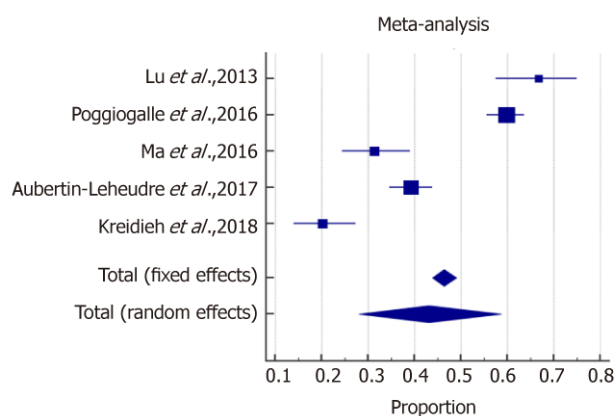 Meta-analysis
Lu et al.,2013
Poggiogalle et al.,2016
Ma et al.,2016
Aubertin-Leheudre et al.,2017
Kreidieh et al.,2018
Total (fixed effects)
Total (random effects)
0.1 0.2 0.3 0.4 0.5 0.6 0.7 0.8
Proportion